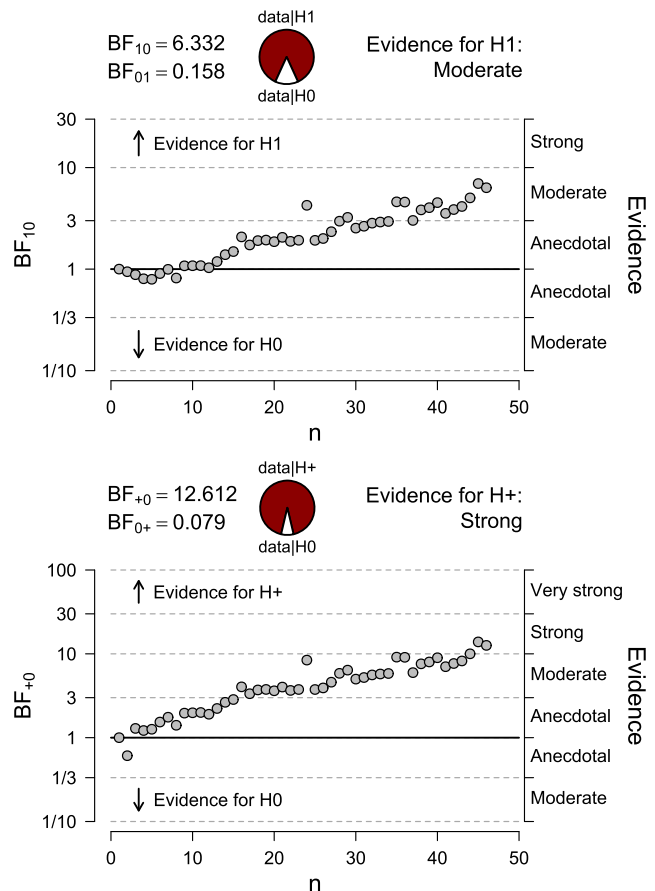 data|H1
BF10 = 6.332
BF01 = 0.158
Evidence for H1:
Moderate
data|H0
30
10
3
1
1/3
1/10
BF10
Evidence for H1
Evidence for H0
Strong
Moderate
Anecdotal
Anecdotal
Moderate
Evidence
0 10 20 30 40 50
n
data|H+
BF+0 = 12.612
BF0+ = 0.079
Evidence for H+:
Strong
data|H0
100
30
10
3
1
1/3
1/10
BF+0
Evidence for H+
Evidence for H0
Very strong
Strong
Moderate
Anecdotal
Anecdotal
Moderate
Evidence
0 10 20 30 40 50
n